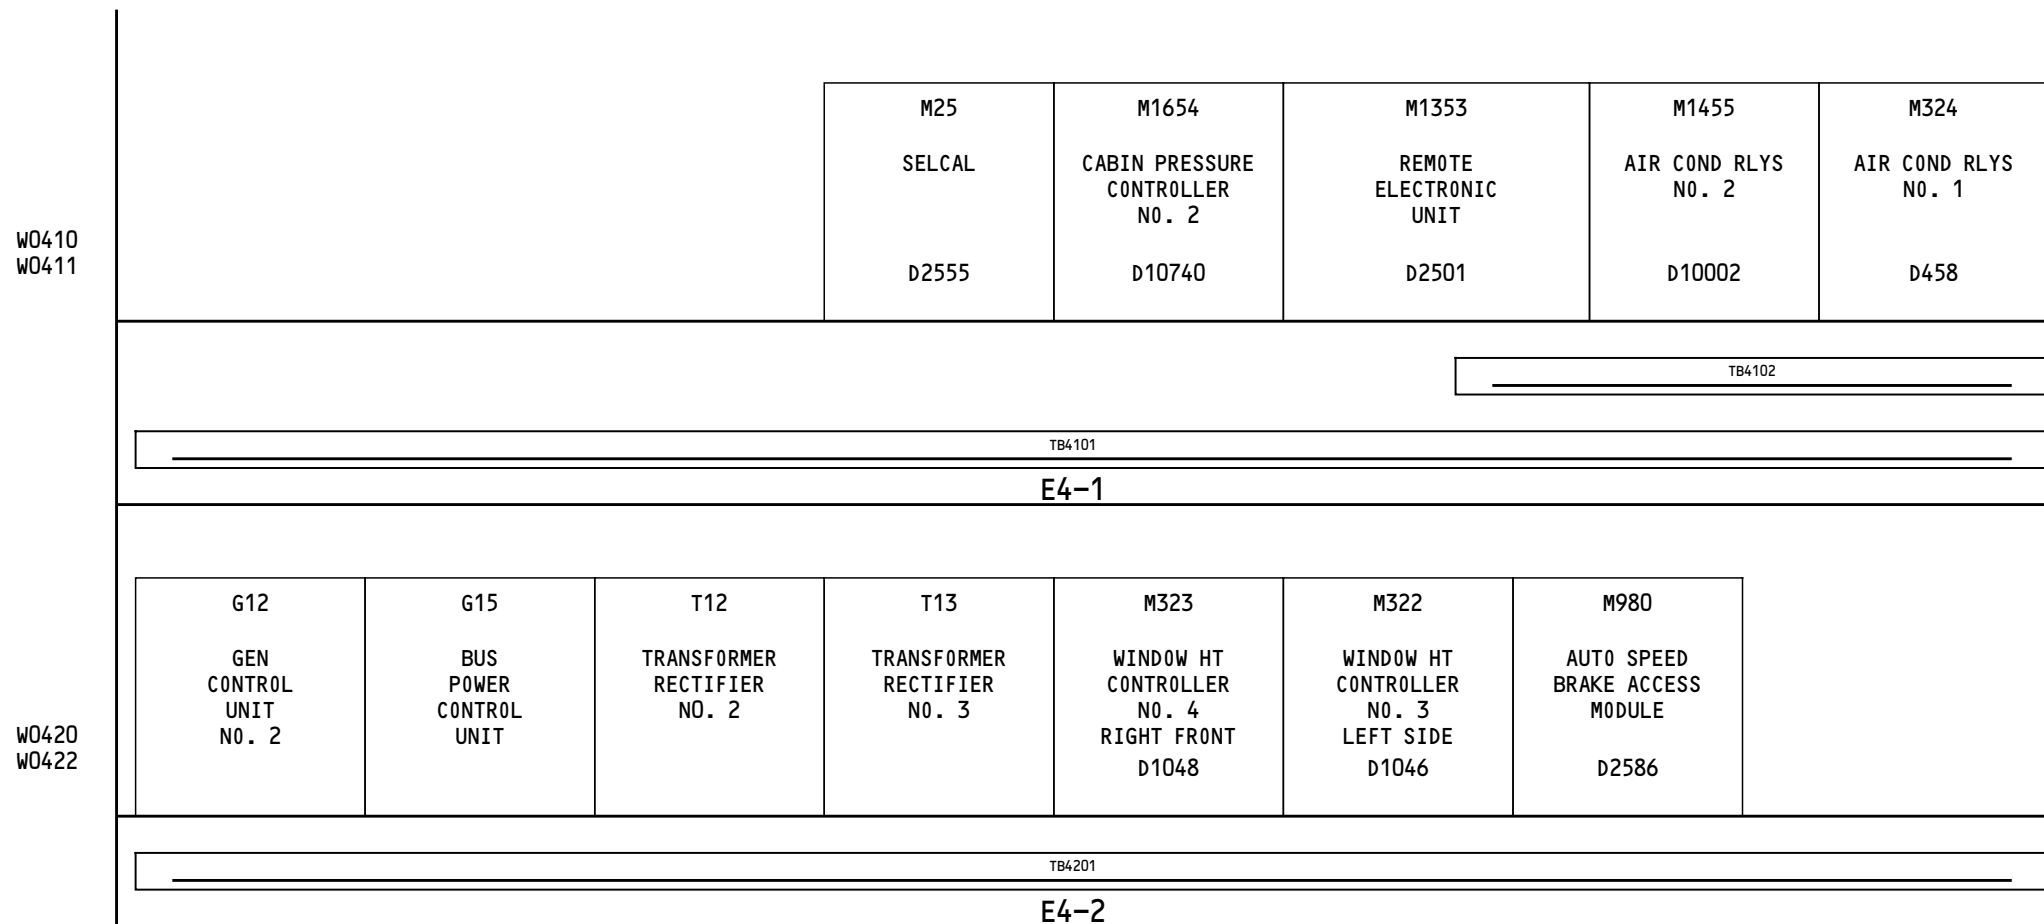 M25
SELCAL
D2555
M1654
CABIN PRESSURE
CONTROLLER
NO. 2
D10740
M1353
REMOTE
ELECTRONIC
UNIT
D2501
M1455
AIR COND RLYS
NO. 2
D10002
M324
AIR COND RLYS
NO. 1
D458
W0410
W0411
TB4102
TB4101
E4-1
G12
GEN
CONTROL
UNIT
NO. 2
G15
BUS
POWER
CONTROL
UNIT
T12
TRANSFORMER
RECTIFIER
NO. 2
T13
TRANSFORMER
RECTIFIER
NO. 3
M323
WINDOW HT
CONTROLLER
NO. 4
RIGHT FRONT
D1048
M322
WINDOW HT
CONTROLLER
NO. 3
LEFT SIDE
D1046
M980
AUTO SPEED
BRAKE ACCESS
MODULE
D2586
W0420
W0422
TB4201
E4-2